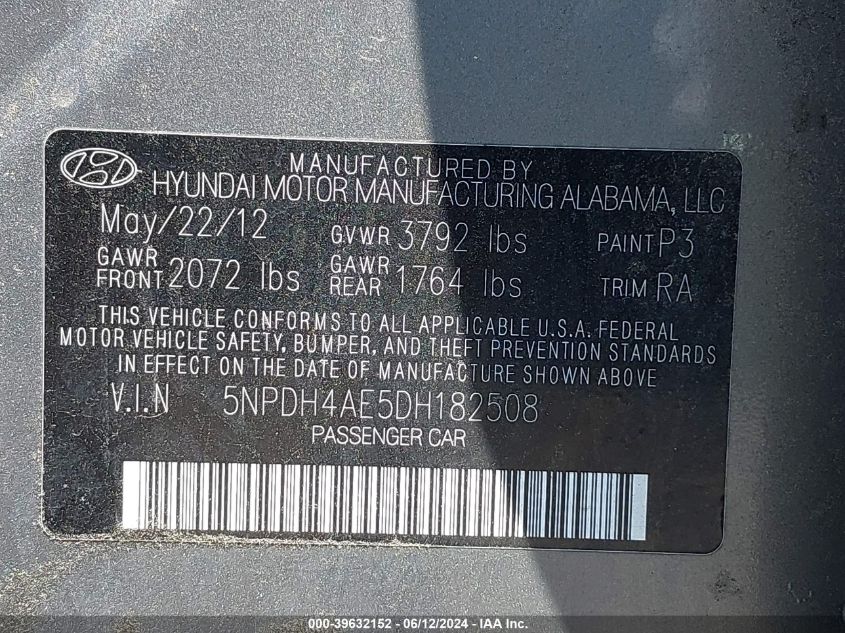 MANUFACTURED BY
HYUNDAI MOTOR MANUFACTURING ALABAMA, LLC
May/22/12 GVWR 3792 lbs PAINT P3
GAWR FRONT 2072 lbs GAWR REAR 1764 lbs TRIM RA
THIS VEHICLE CONFORMS TO ALL APPLICABLE U.S.A. FEDERAL
MOTOR VEHICLE SAFETY, BUMPER, AND THEFT PREVENTION STANDARDS
IN EFFECT ON THE DATE OF MANUFACTURE SHOWN ABOVE
V.I.N 5NPDH4AE5DH182508
PASSENGER CAR
000-39632152 - 06/12/2024 - IAA Inc.